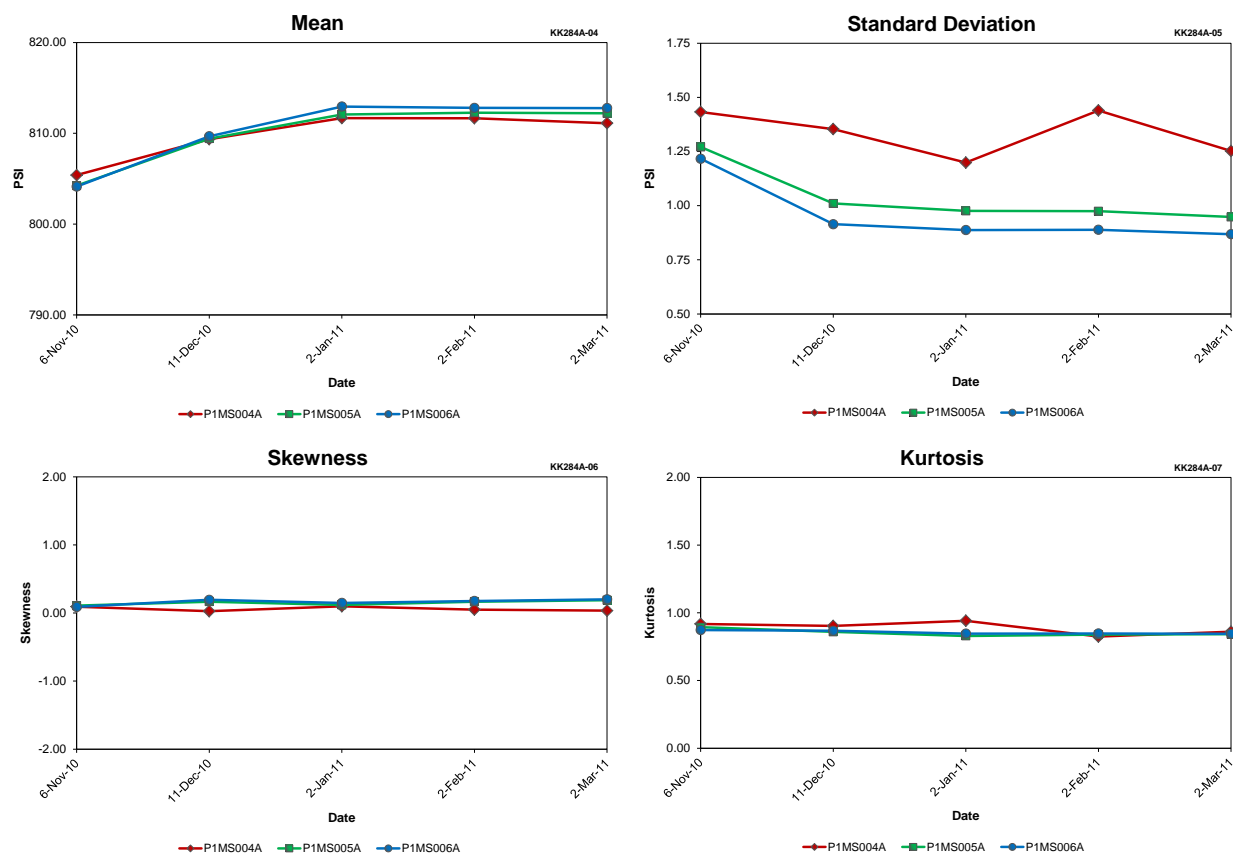 Mean
KK284A-04
820.00
810.00
800.00
790.00
PSI
6-Nov-10
11-Dec-10
2-Jan-11
2-Feb-11
2-Mar-11
Date
P1MS004A P1MS005A P1MS006A
Standard Deviation
KK284A-05
1.75
1.50
1.25
1.00
0.75
0.50
PSI
6-Nov-10
11-Dec-10
2-Jan-11
2-Feb-11
2-Mar-11
Date
P1MS004A P1MS005A P1MS006A
Skewness
KK284A-06
2.00
1.00
0.00
-1.00
-2.00
Skewness
6-Nov-10
11-Dec-10
2-Jan-11
2-Feb-11
2-Mar-11
Date
P1MS004A P1MS005A P1MS006A
Kurtosis
KK284A-07
2.00
1.50
1.00
0.50
0.00
Kurtosis
6-Nov-10
11-Dec-10
2-Jan-11
2-Feb-11
2-Mar-11
Date
P1MS004A P1MS005A P1MS006A